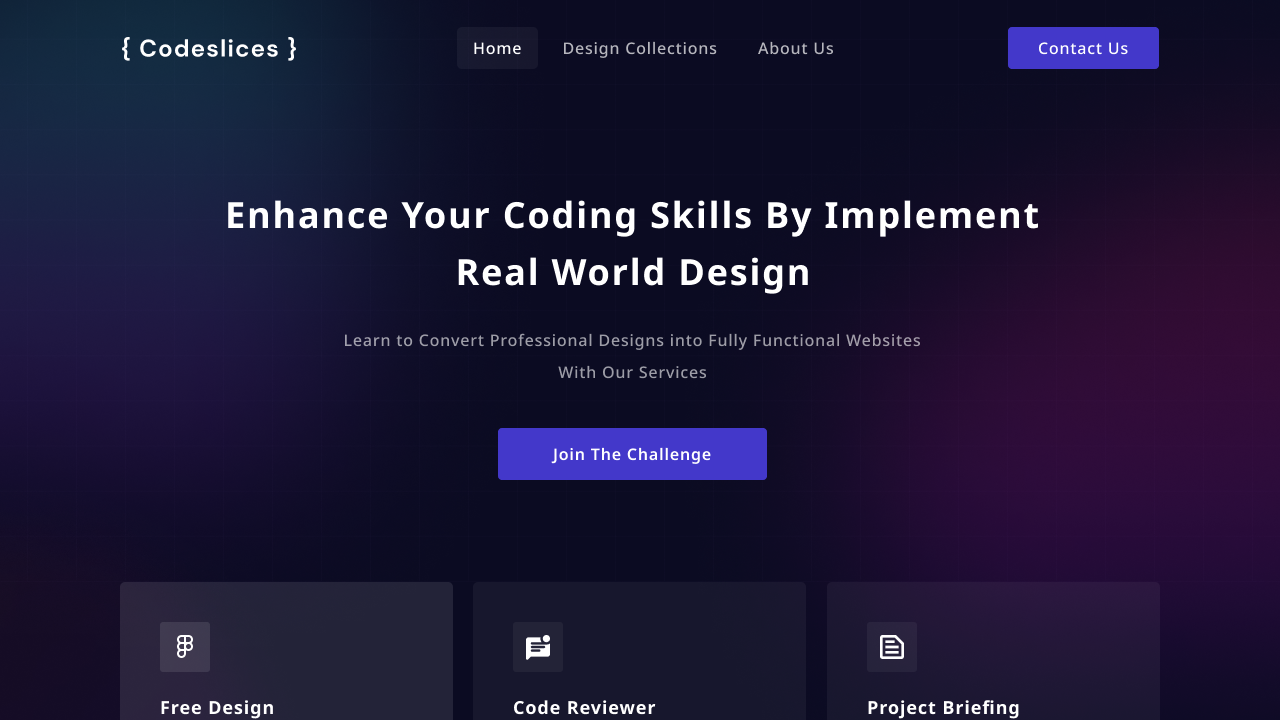 { Codeslices }
Home
Design Collections
About Us
Contact Us
Enhance Your Coding Skills By Implement
Real World Design
Learn to Convert Professional Designs into Fully Functional Websites
With Our Services
Join The Challenge
Free Design
Code Reviewer
Project Briefing